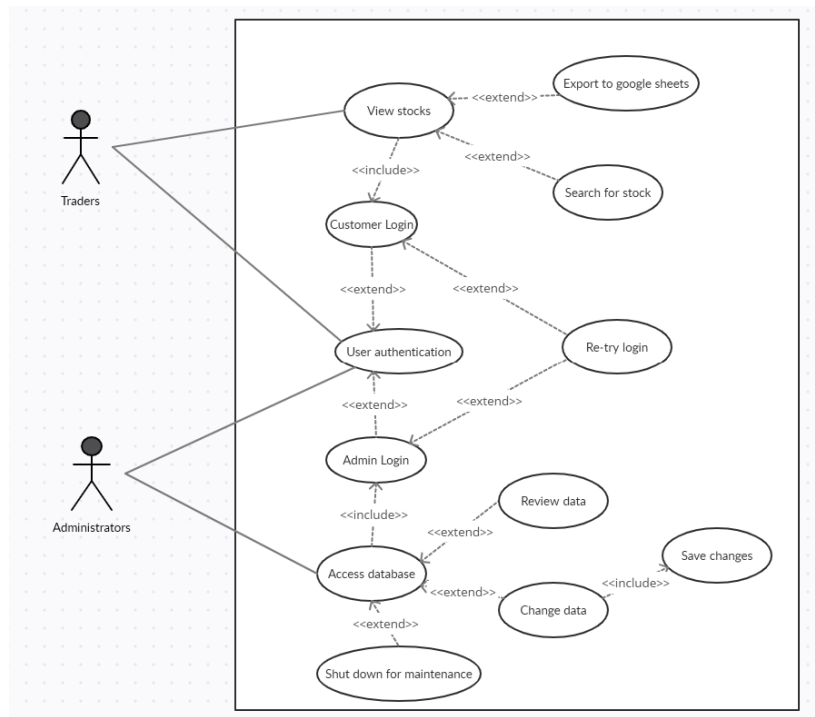 Export to google sheets
<<extend>>
View stocks
<<extend>>
<<include>>
Search for stock
Traders
Customer Login
<<extend>>
<<extend>>
User authentication
Re-try login
<<extend>>
<<extend>>
Admin Login
Review data
<<include>>
Administrators
<<extend>>
Save changes
Access database
<<include>>
<<extend>>
Change data
<<extend>>
Shut down for maintenance